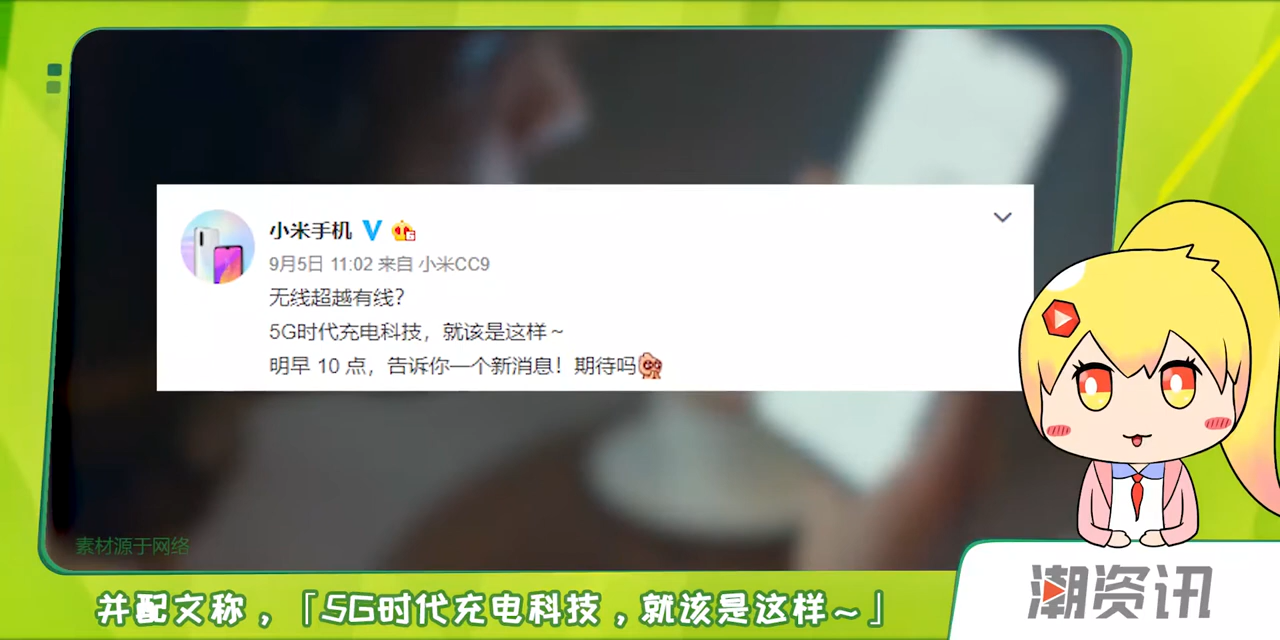 小米手机
9月5日 11:02 来自 小米CC9
无线超越有线？
5G时代充电科技，就该是这样～
明早 10 点，告诉你一个新消息！期待吗
素材源于网络
并配文称，「5G时代充电科技，就该是这样～」
潮资讯